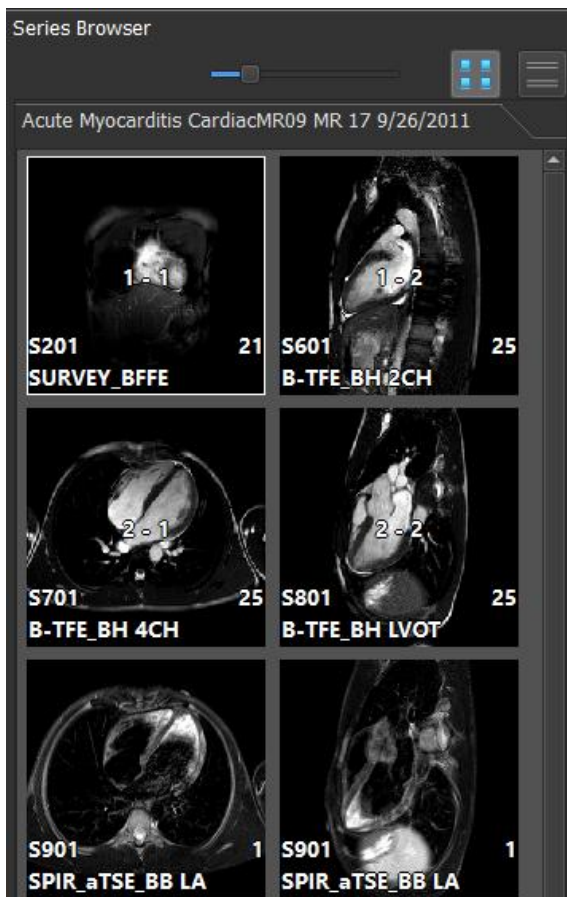 Series Browser
Acute Myocarditis CardiacMR09 MR 17 9/26/2011
1 - 1
S201 21
SURVEY_BFFE
1 - 2
S601 25
B-TFE_BH 2CH
2 - 1
S701 25
B-TFE_BH 4CH
2 - 2
S801 25
B-TFE_BH LVOT
S901 1
SPIR_aTSE_BB LA
S901 1
SPIR_aTSE_BB LA